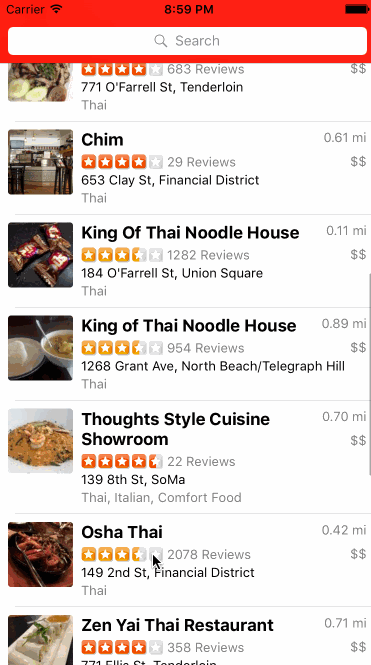 Carrier 8:59 PM
Search
683 Reviews $$
771 O'Farrell St, Tenderloin
Thai
Chim 0.61 mi
29 Reviews $$
653 Clay St, Financial District
Thai
King Of Thai Noodle House 0.11 mi
1282 Reviews $$
184 O'Farrell St, Union Square
Thai
King of Thai Noodle House 0.89 mi
954 Reviews $$
1268 Grant Ave, North Beach/Telegraph Hill
Thai
Thoughts Style Cuisine 0.70 mi
Showroom $$
22 Reviews
139 8th St, SoMa
Thai, Italian, Comfort Food
Osha Thai 0.42 mi
2078 Reviews $$
149 2nd St, Financial District
Thai
Zen Yai Thai Restaurant 0.71 mi
358 Reviews $$
771 Ellis St, Tenderloin